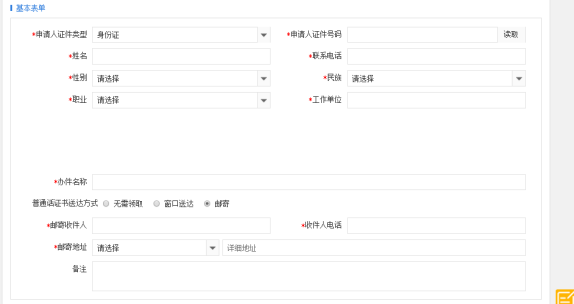 基本表单
*申请人证件类型 身份证 *申请人证件号码 读取
*姓名 *联系电话
*性别 请选择 *民族 请选择
*职业 请选择 *工作单位
*办件名称
普通话证书送达方式 无需领取 窗口送达 邮寄
*邮寄收件人 *收件人电话
*邮寄地址 请选择 详细地址
备注